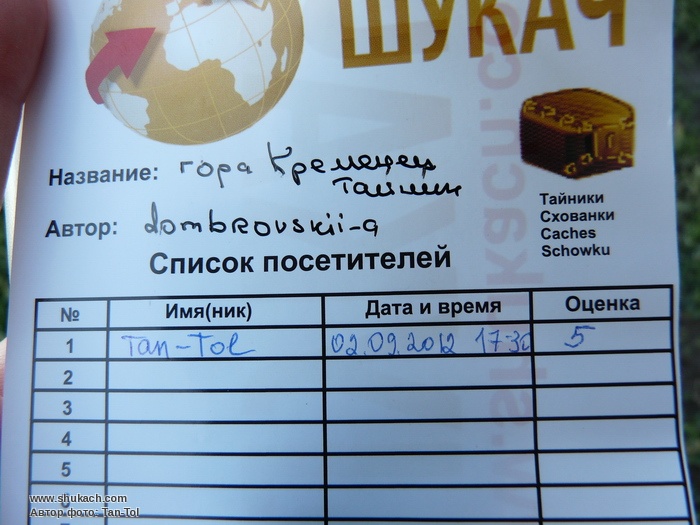 ШУКАЧ
Название: гора Кременец
Тайник
Автор: dombrovskii-a
Тайники
Схованки
Caches
Schowku
Список посетителей
№ Имя(ник) Дата и время Оценка
1 Tan-Tol 02.09.2012 17:30 5
2
3
4
5
6
www.shukach.com
Автор фото: Tan-Tol